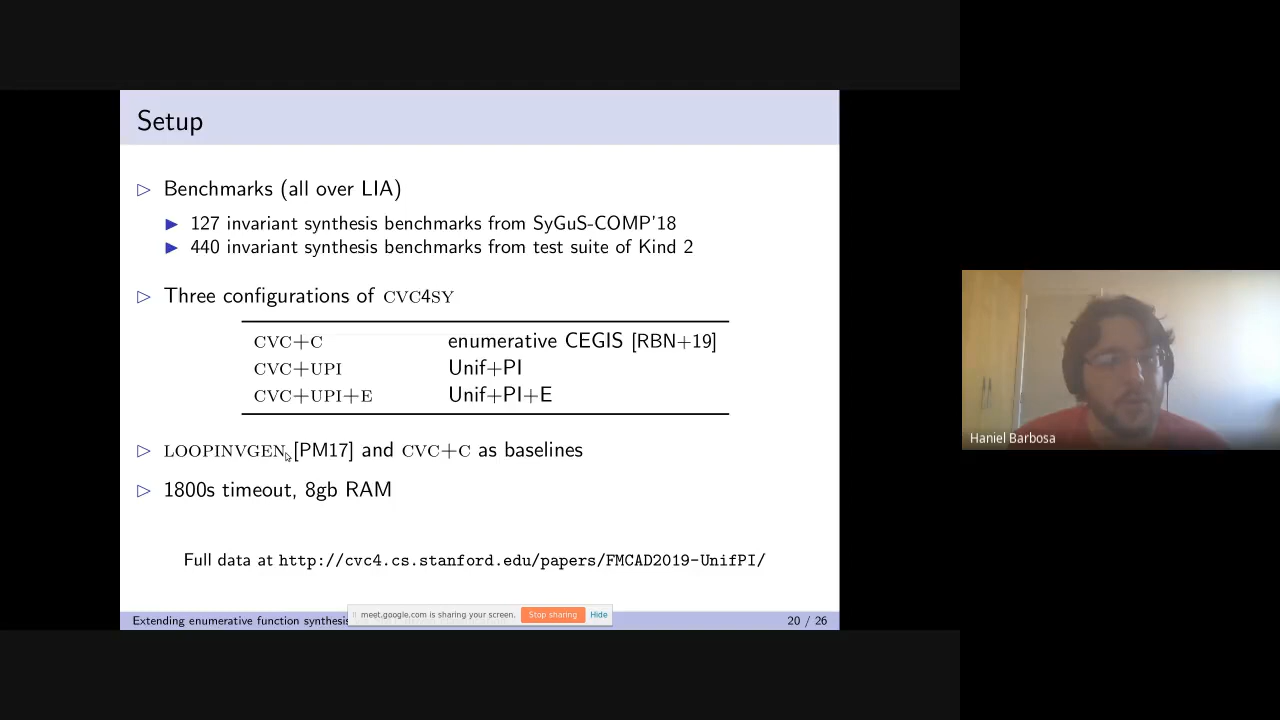 Setup
▷ Benchmarks (all over LIA)
▶ 127 invariant synthesis benchmarks from SyGuS-COMP'18
▶ 440 invariant synthesis benchmarks from test suite of Kind 2
▷ Three configurations of CVC4SY
CVC+C enumerative CEGIS [RBN+19]
CVC+UPI Unif+PI
CVC+UPI+E Unif+PI+E
▷ LOOPINVGEN [PM17] and CVC+C as baselines
▷ 1800s timeout, 8gb RAM
Full data at http://cvc4.cs.stanford.edu/papers/FMCAD2019-UnifPI/
Extending enumerative function synthesis
meet.google.com is sharing your screen. Stop sharing Hide
20 / 26
Haniel Barbosa